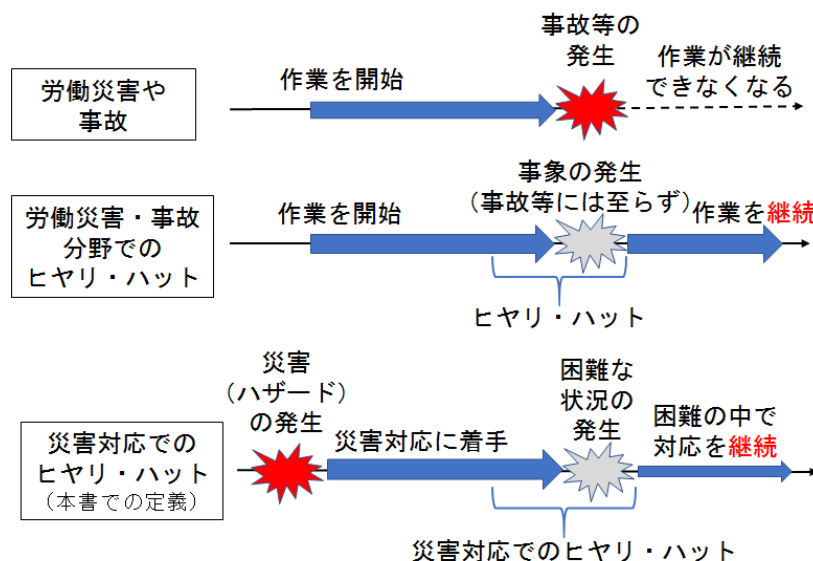 労働災害や
事故
作業を開始
事故等の
発生
作業が継続
できなくなる
労働災害・事故
分野での
ヒヤリ・ハット
作業を開始
事象の発生
（事故等には至らず）
作業を継続
ヒヤリ・ハット
災害対応での
ヒヤリ・ハット
（本書での定義）
災害
（ハザード）
の発生
災害対応に着手
困難な
状況の
発生
困難の中で
対応を継続
災害対応でのヒヤリ・ハット